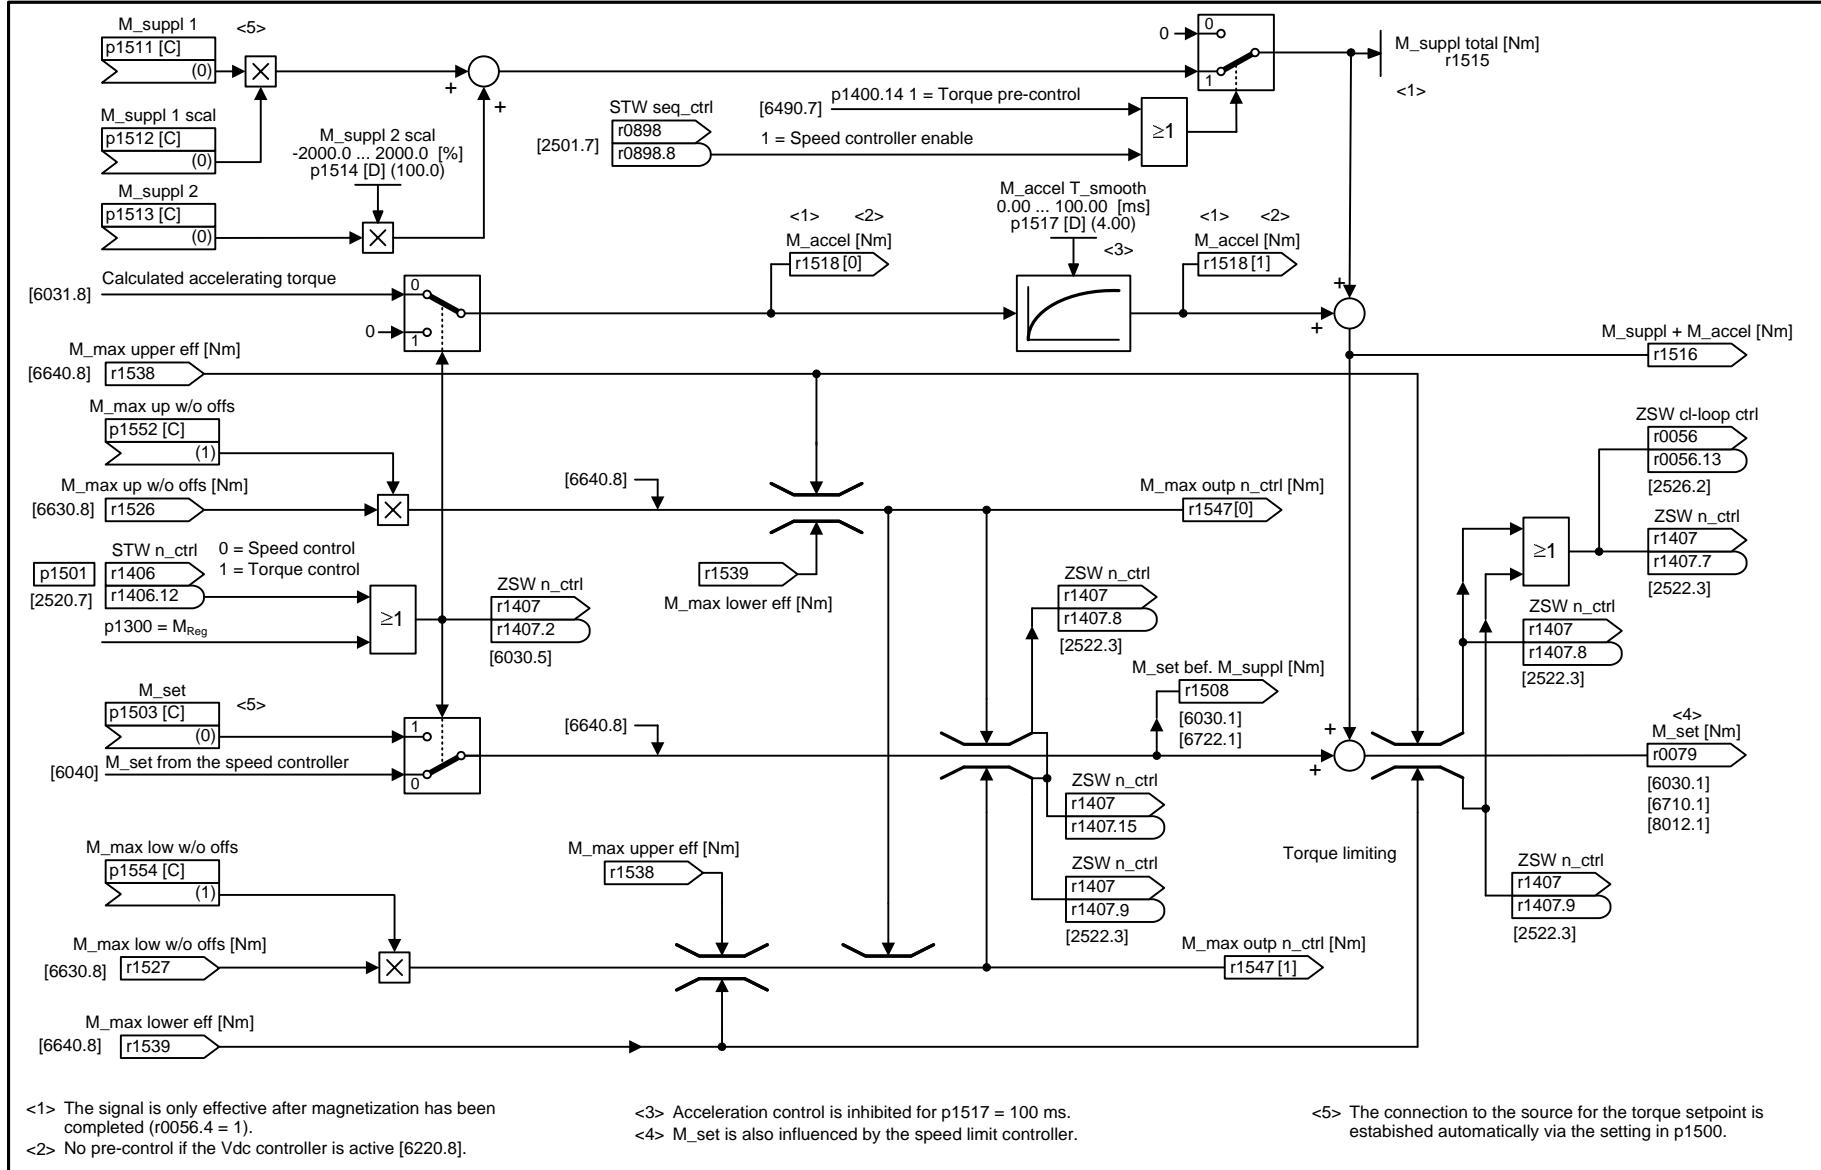 M_suppl 1
<5>
p1511 [C]
(0)
M_suppl 1 scal
p1512 [C]
(0)
M_suppl 2 scal
-2000.0 ... 2000.0 [%]
p1514 [D] (100.0)
M_suppl 2
p1513 [C]
(0)
+
+
STW seq_ctrl
r0898
r0898.8
[2501.7]
[6490.7]
p1400.14 1 = Torque pre-control
1 = Speed controller enable
≥1
0
0
1
M_suppl total [Nm]
r1515
<1>
[6031.8]
Calculated accelerating torque
0
0
1
<1> <2>
M_accel [Nm]
r1518 [0]
M_accel T_smooth
0.00 ... 100.00 [ms]
p1517 [D] (4.00)
<3>
<1> <2>
M_accel [Nm]
r1518 [1]
+
+
M_suppl + M_accel [Nm]
r1516
M_max upper eff [Nm]
[6640.8]
r1538
M_max up w/o offs
p1552 [C]
(1)
M_max up w/o offs [Nm]
[6630.8]
r1526
[6640.8]
r1539
M_max lower eff [Nm]
M_max outp n_ctrl [Nm]
r1547 [0]
ZSW cl-loop ctrl
r0056
r0056.13
[2526.2]
ZSW n_ctrl
r1407
r1407.7
[2522.3]
≥1
p1501
[2520.7]
STW n_ctrl
r1406
r1406.12
0 = Speed control
1 = Torque control
p1300 = MReg
≥1
ZSW n_ctrl
r1407
r1407.2
[6030.5]
ZSW n_ctrl
r1407
r1407.8
[2522.3]
ZSW n_ctrl
r1407
r1407.8
[2522.3]
M_set
<5>
p1503 [C]
(0)
[6040]
M_set from the speed controller
1
0
[6640.8]
M_set bef. M_suppl [Nm]
r1508
[6030.1]
[6722.1]
+
+
<4>
M_set [Nm]
r0079
[6030.1]
[6710.1]
[8012.1]
ZSW n_ctrl
r1407
r1407.15
ZSW n_ctrl
r1407
r1407.9
[2522.3]
Torque limiting
ZSW n_ctrl
r1407
r1407.9
[2522.3]
M_max low w/o offs
p1554 [C]
(1)
M_max upper eff [Nm]
r1538
M_max low w/o offs [Nm]
[6630.8]
r1527
M_max outp n_ctrl [Nm]
r1547 [1]
M_max lower eff [Nm]
[6640.8]
r1539
<1> The signal is only effective after magnetization has been
completed (r0056.4 = 1).
<2> No pre-control if the Vdc controller is active [6220.8].
<3> Acceleration control is inhibited for p1517 = 100 ms.
<4> M_set is also influenced by the speed limit controller.
<5> The connection to the source for the torque setpoint is
estabished automatically via the setting in p1500.